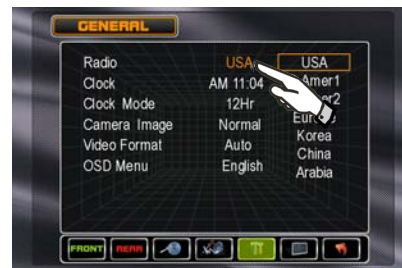 GENERAL
Radio USA USA
Clock AM 11:04 Amer1
Clock Mode 12Hr
Camera Image Normal Korea
Video Format Auto China
OSD Menu English Arabia
FRONT REAR